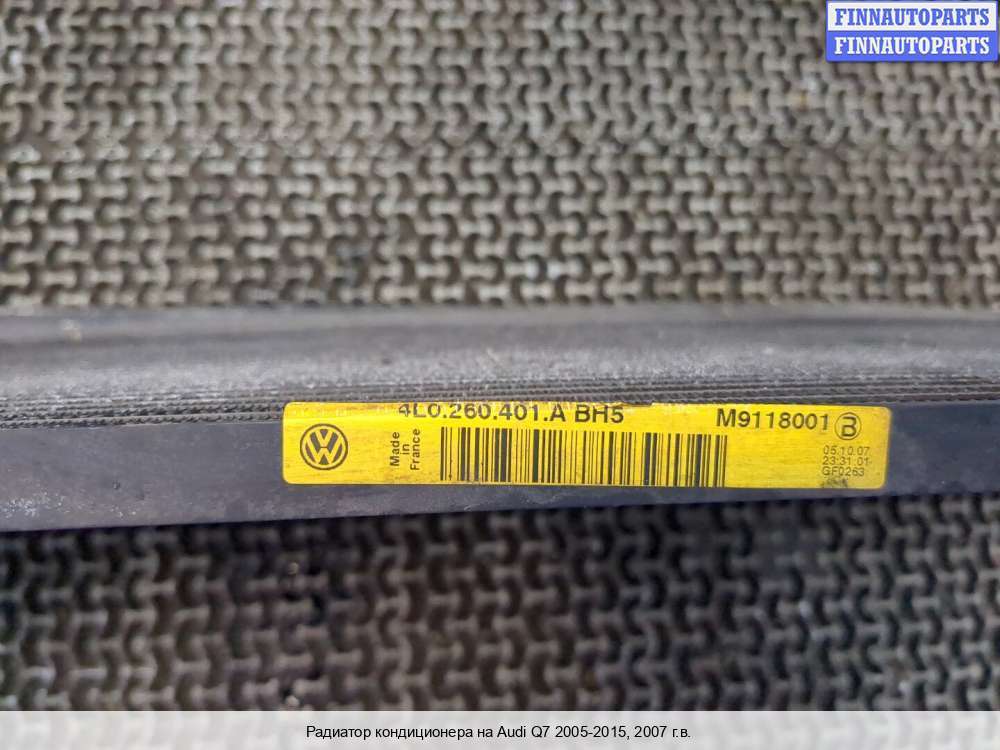 FINNAUTOPARTS
FINNAUTOPARTS
4L0.260.401.A BH5
M9118001 B
Made
in
France
05.10.07
23:31:01
GF0263
Радиатор кондиционера на Audi Q7 2005-2015, 2007 г.в.